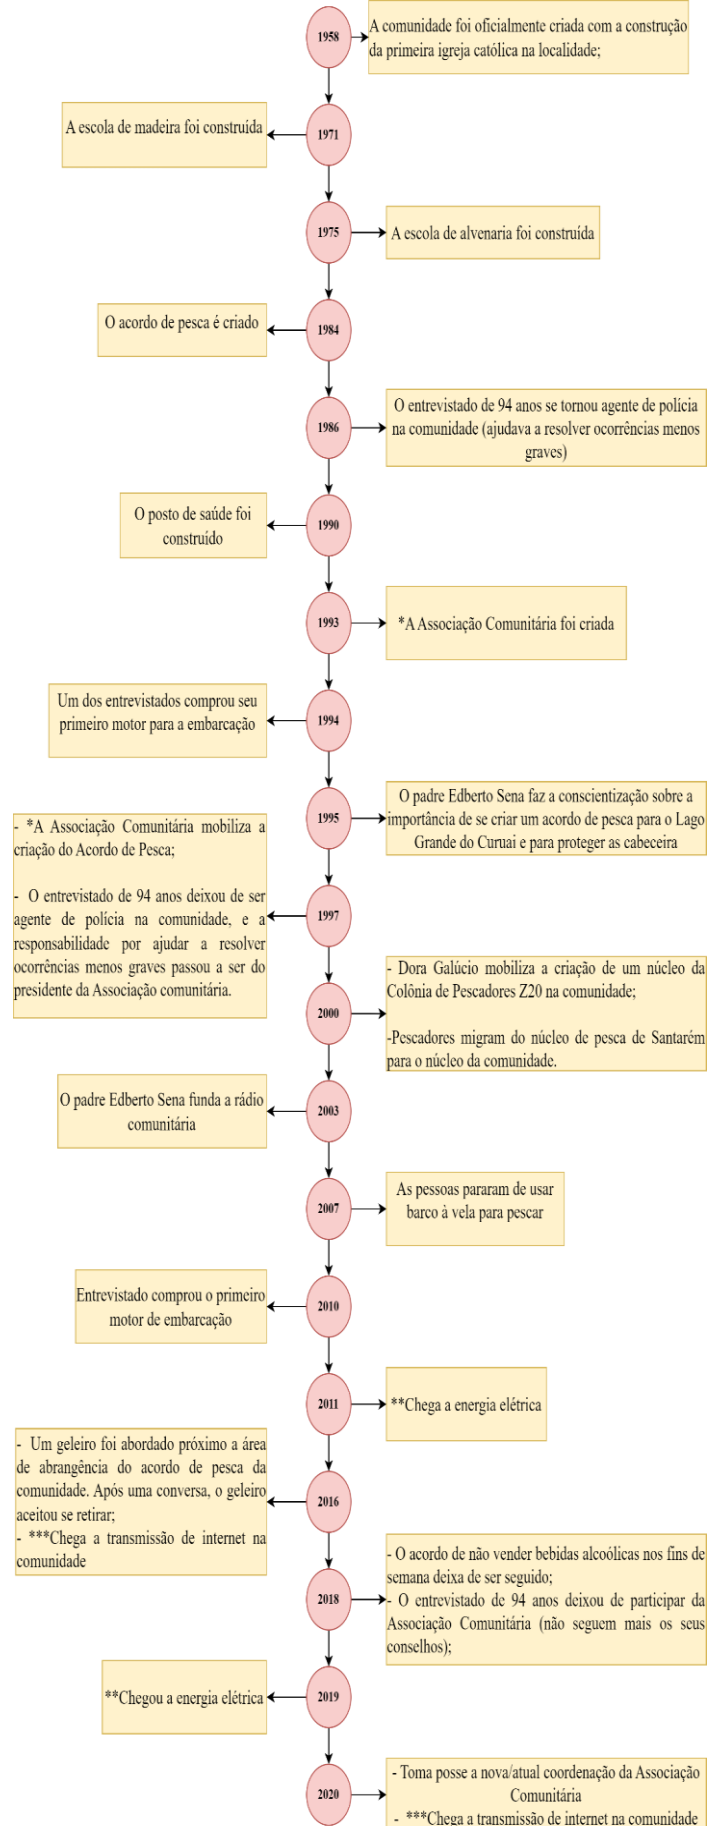 1958
A comunidade foi oficialmente criada com a construção
da primeira igreja católica na localidade;
1971
A escola de madeira foi construída
1975
A escola de alvenaria foi construída
1984
O acordo de pesca é criado
1986
O entrevistado de 94 anos se tornou agente de polícia
na comunidade (ajudava a resolver ocorrências menos
graves)
1990
O posto de saúde foi
construído
1993
*A Associação Comunitária foi criada
1994
Um dos entrevistados comprou seu
primeiro motor para a embarcação
1995
O padre Edberto Sena faz a conscientização sobre a
importância de se criar um acordo de pesca para o Lago
Grande do Curuai e para proteger as cabeceira
1997
- *A Associação Comunitária mobiliza a
criação do Acordo de Pesca;
- O entrevistado de 94 anos deixou de ser
agente de polícia na comunidade, e a
responsabilidade por ajudar a resolver
ocorrências menos graves passou a ser do
presidente da Associação comunitária.
2000
- Dora Galúcio mobiliza a criação de um núcleo da
Colônia de Pescadores Z20 na comunidade;
-Pescadores migram do núcleo de pesca de Santarém
para o núcleo da comunidade.
2003
O padre Edberto Sena funda a rádio
comunitária
2007
As pessoas pararam de usar
barco à vela para pescar
2010
Entrevistado comprou o primeiro
motor de embarcação
2011
**Chega a energia elétrica
2016
- Um geleiro foi abordado próximo a área
de abrangência do acordo de pesca da
comunidade. Após uma conversa, o geleiro
aceitou se retirar;
- ***Chega a transmissão de internet na
comunidade
2018
- O acordo de não vender bebidas alcoólicas nos fins de
semana deixa de ser seguido;
- O entrevistado de 94 anos deixou de participar da
Associação Comunitária (não seguem mais os seus
conselhos);
2019
**Chegou a energia elétrica
2020
- Toma posse a nova/atual coordenação da Associação
Comunitária
- ***Chega a transmissão de internet na comunidade